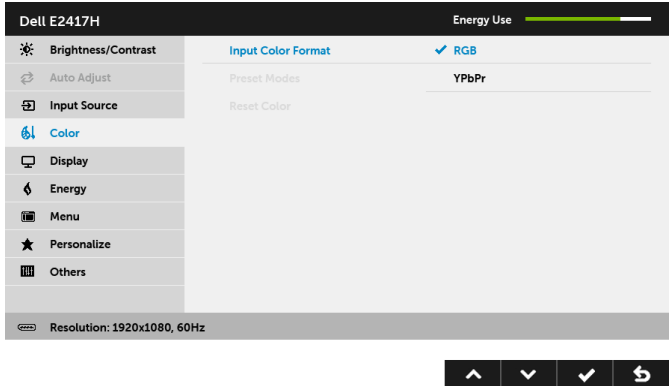 Dell E2417H
Energy Use
Brightness/Contrast
Input Color Format
RGB
Auto Adjust
Preset Modes
YPbPr
Input Source
Reset Color
Color
Display
Energy
Menu
Personalize
Others
Resolution: 1920x1080, 60Hz